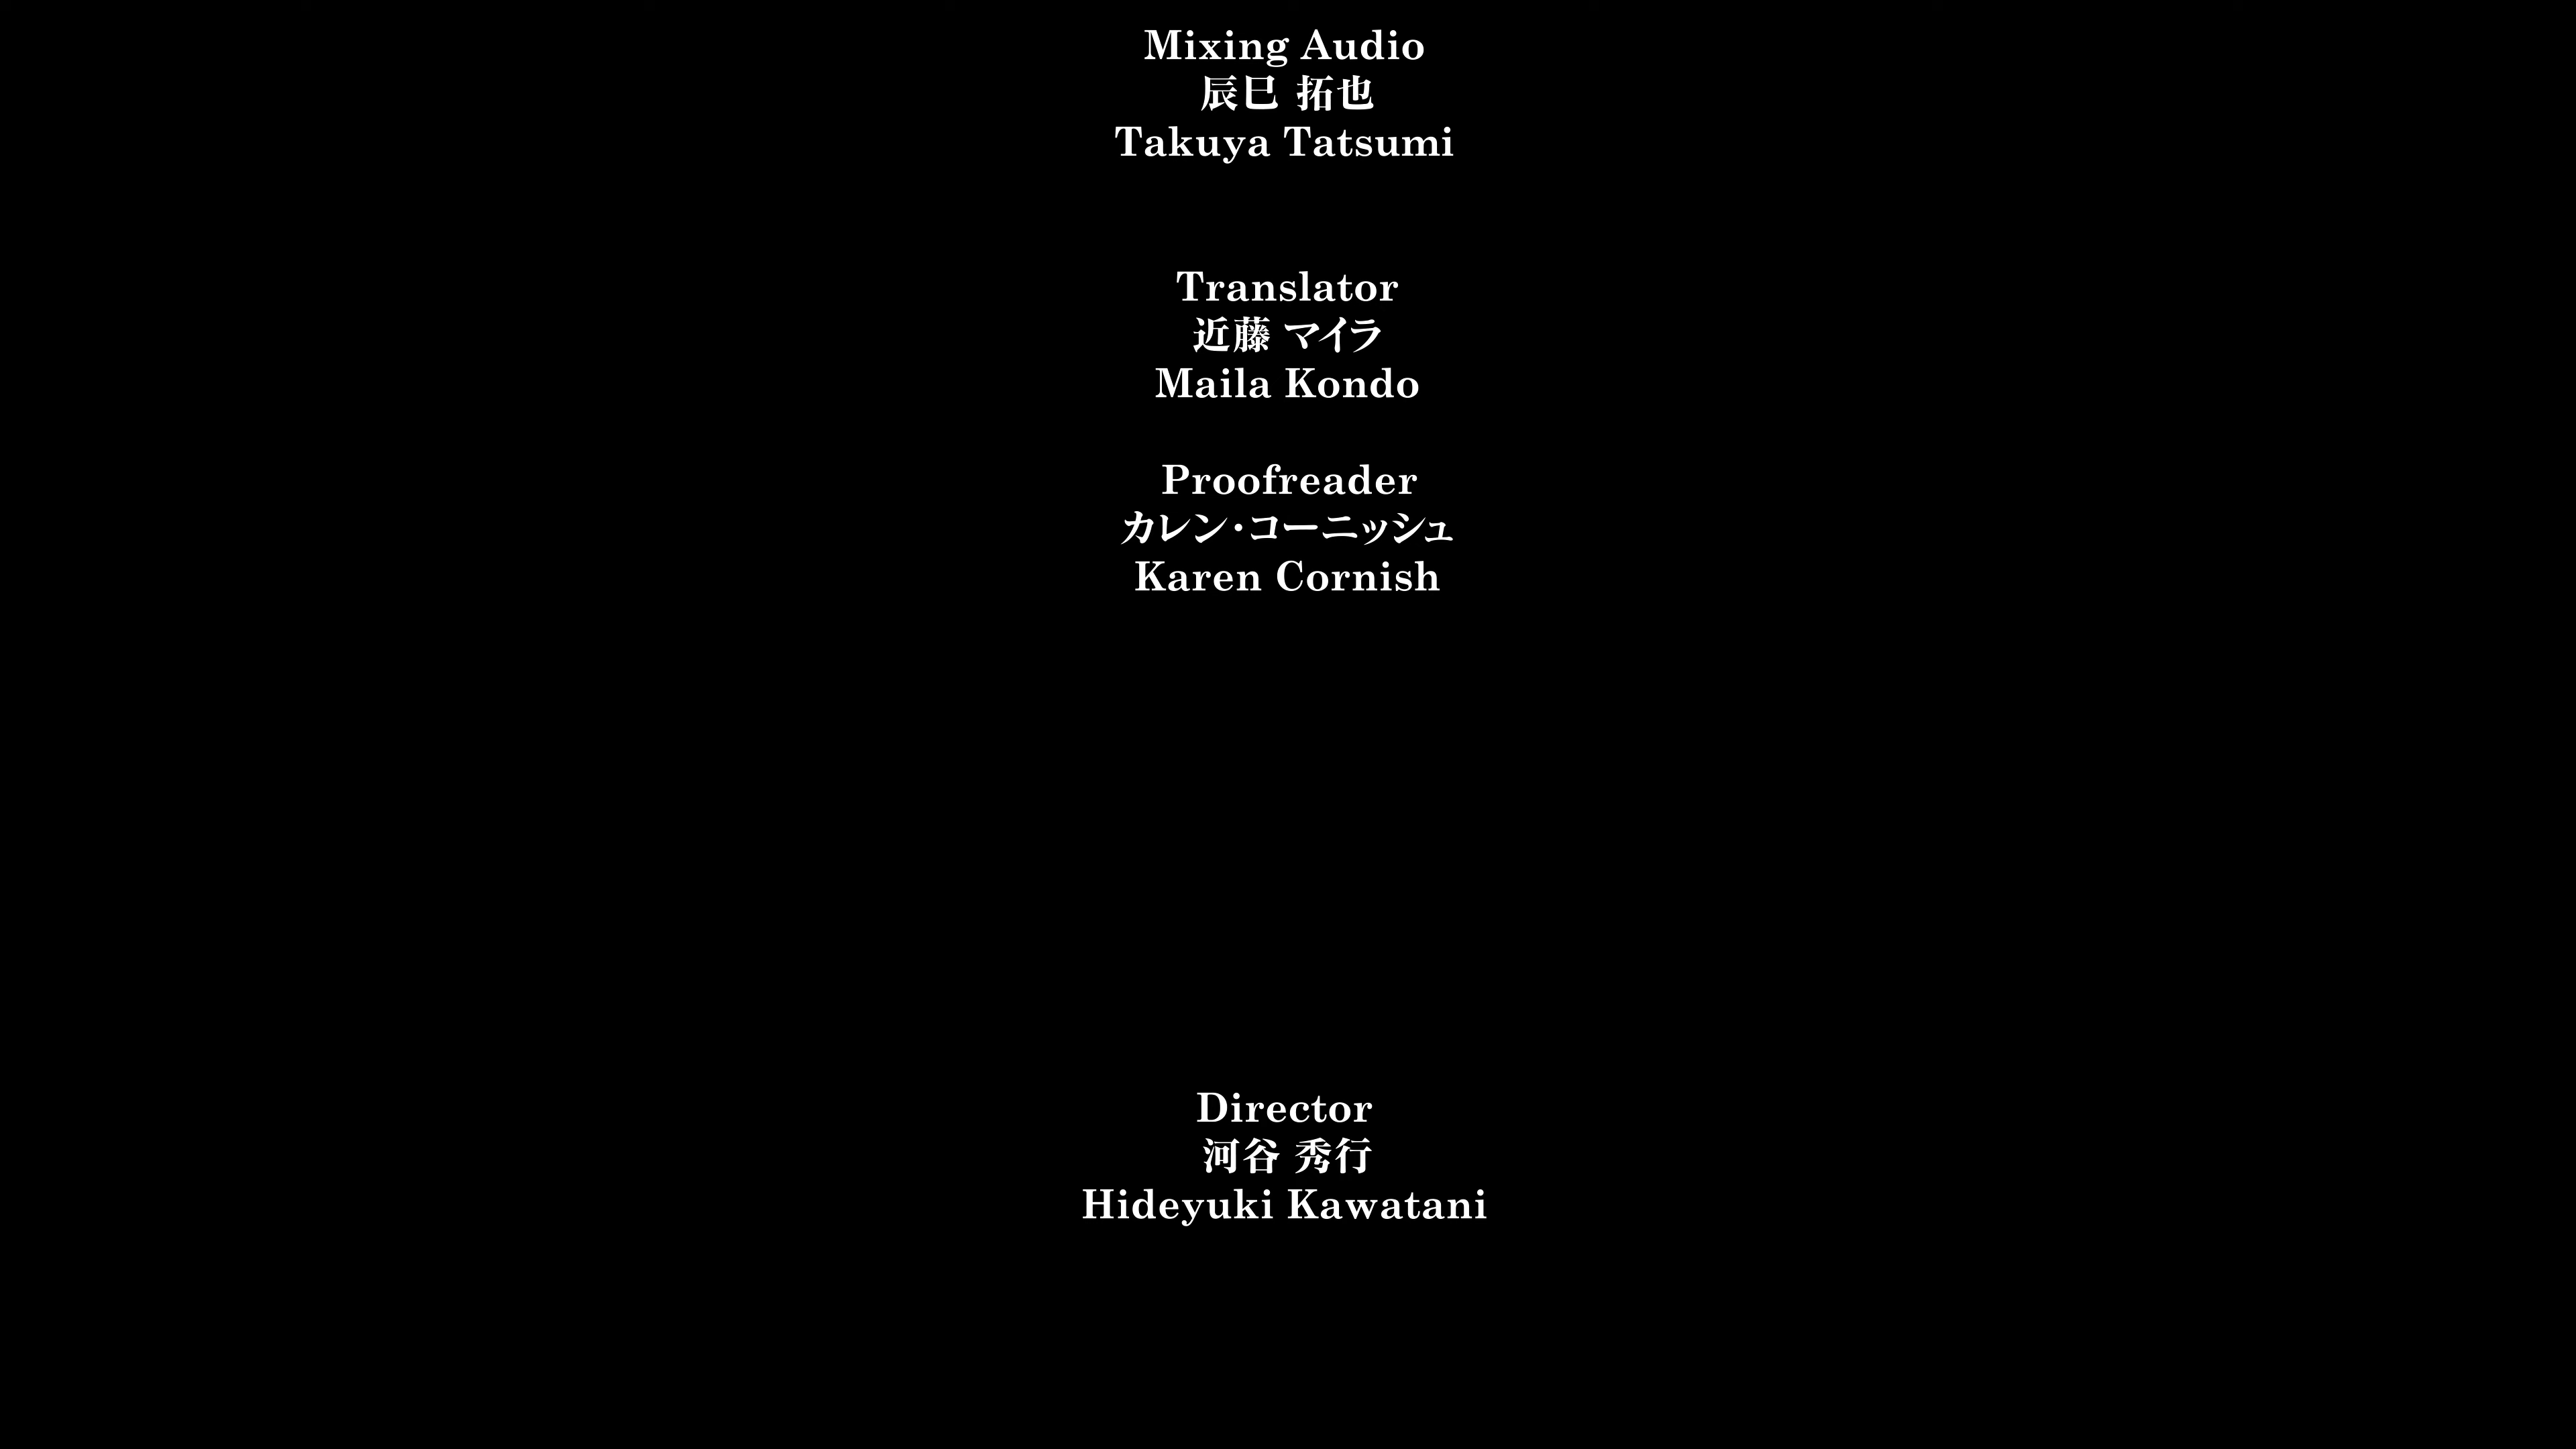 Mixing Audio
辰巳 拓也
Takuya Tatsumi
Translator
近藤 マイラ
Maila Kondo
Proofreader
カレン・コーニッシュ
Karen Cornish
Director
河谷 秀行
Hideyuki Kawatani